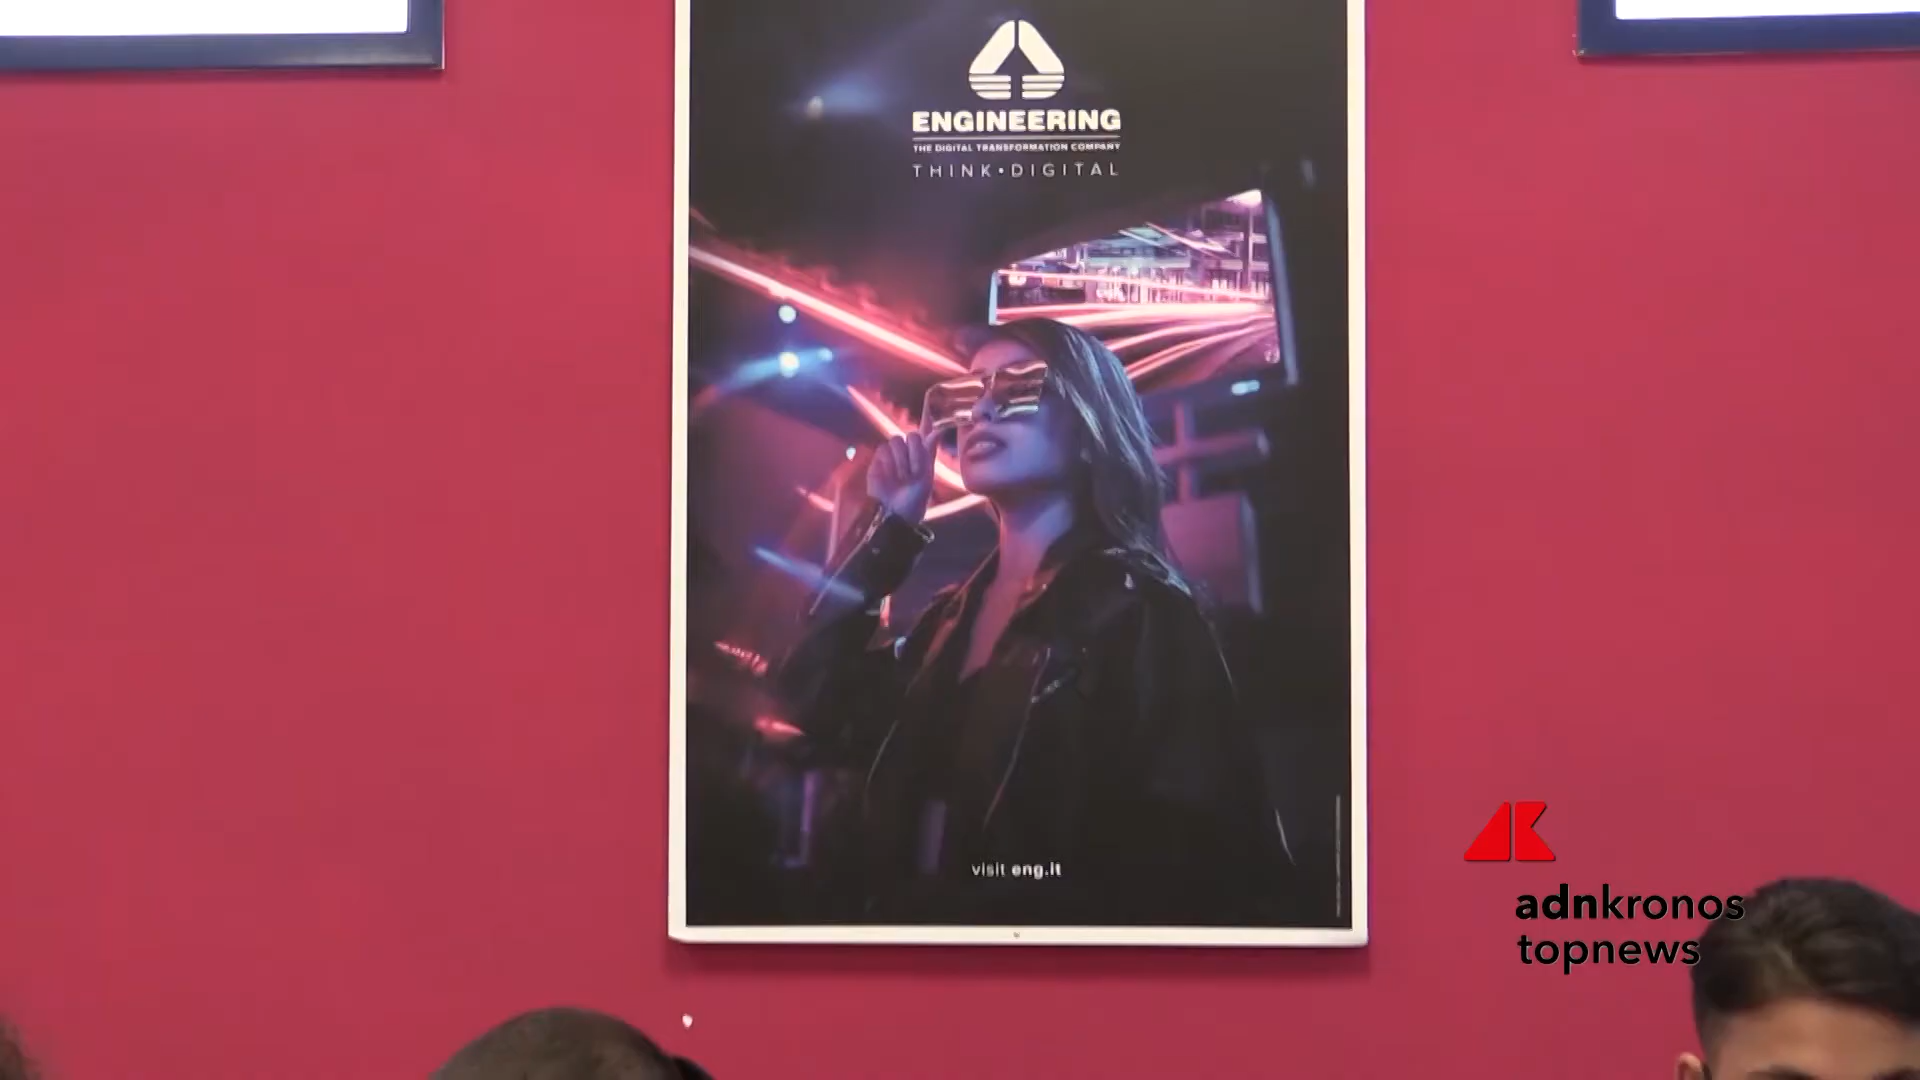 ENGINEERING
THE DIGITAL TRANSFORMATION COMPANY
THINK•DIGITAL
visit eng.it
adnkronos
topnews